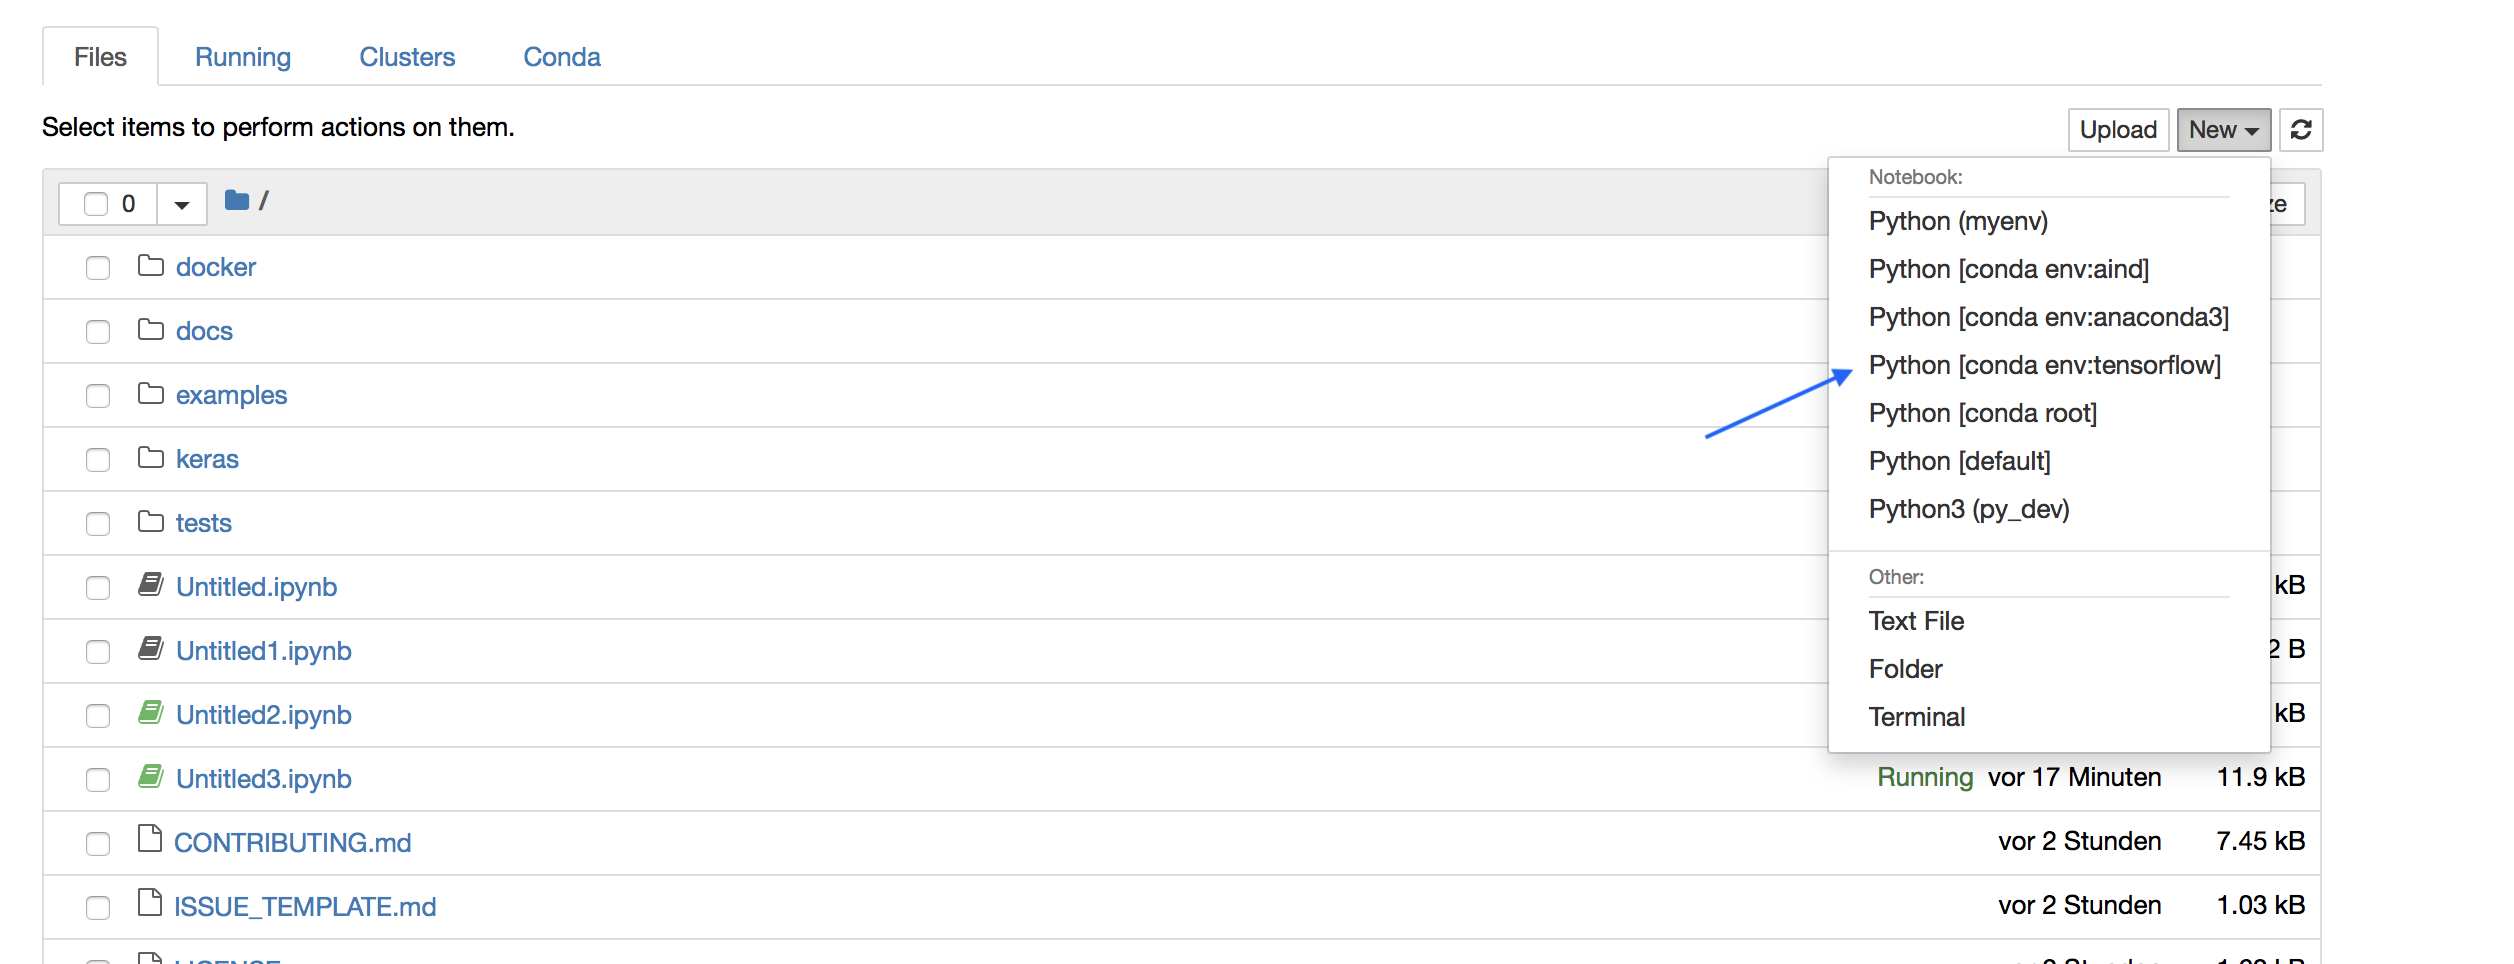 Files Running Clusters Conda
Select items to perform actions on them.
Upload New
0 /
Notebook:
Python (myenv)
Python [conda env:aind]
Python [conda env:anaconda3]
Python [conda env:tensorflow]
Python [conda root]
Python [default]
Python3 (py_dev)
Other:
Text File
Folder
Terminal
docker
docs
examples
keras
tests
Untitled.ipynb kB
Untitled1.ipynb 2 B
Untitled2.ipynb kB
Untitled3.ipynb Running vor 17 Minuten 11.9 kB
CONTRIBUTING.md vor 2 Stunden 7.45 kB
ISSUE_TEMPLATE.md vor 2 Stunden 1.03 kB
LICENSE